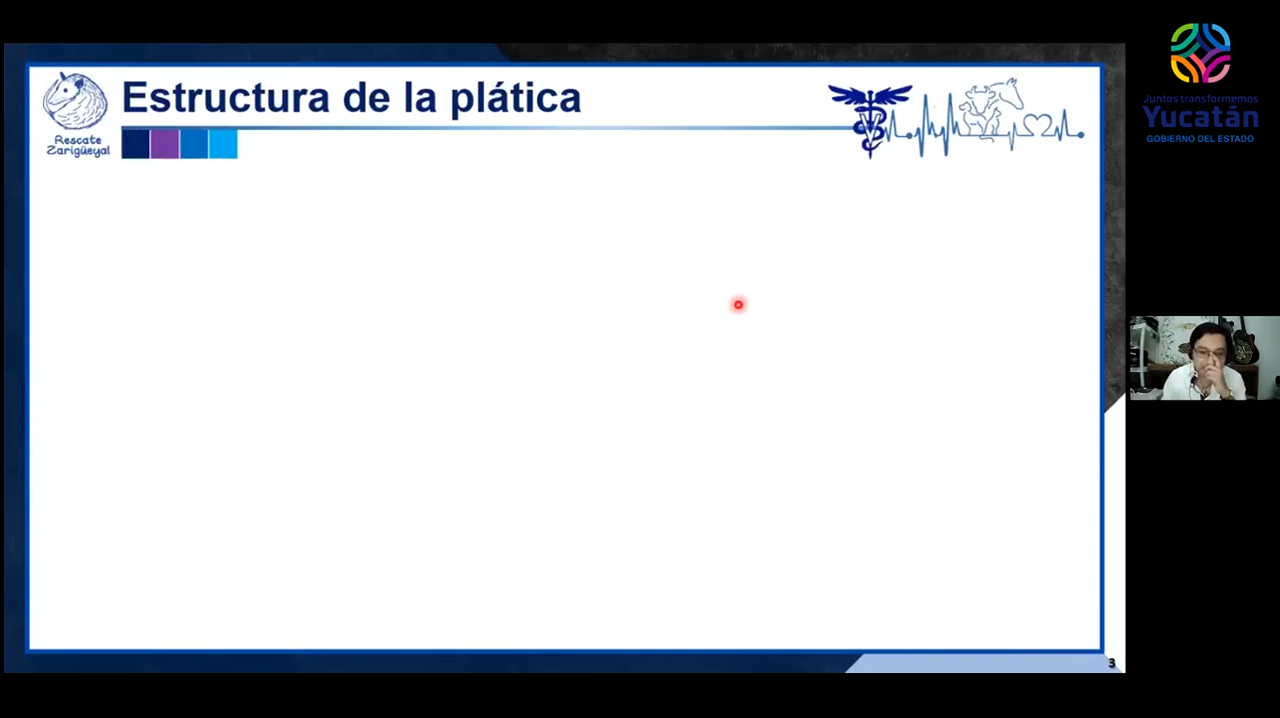 Estructura de la plática
Rescate
Zarigüeyal
Juntos transformemos
Yucatán
GOBIERNO DEL ESTADO
3